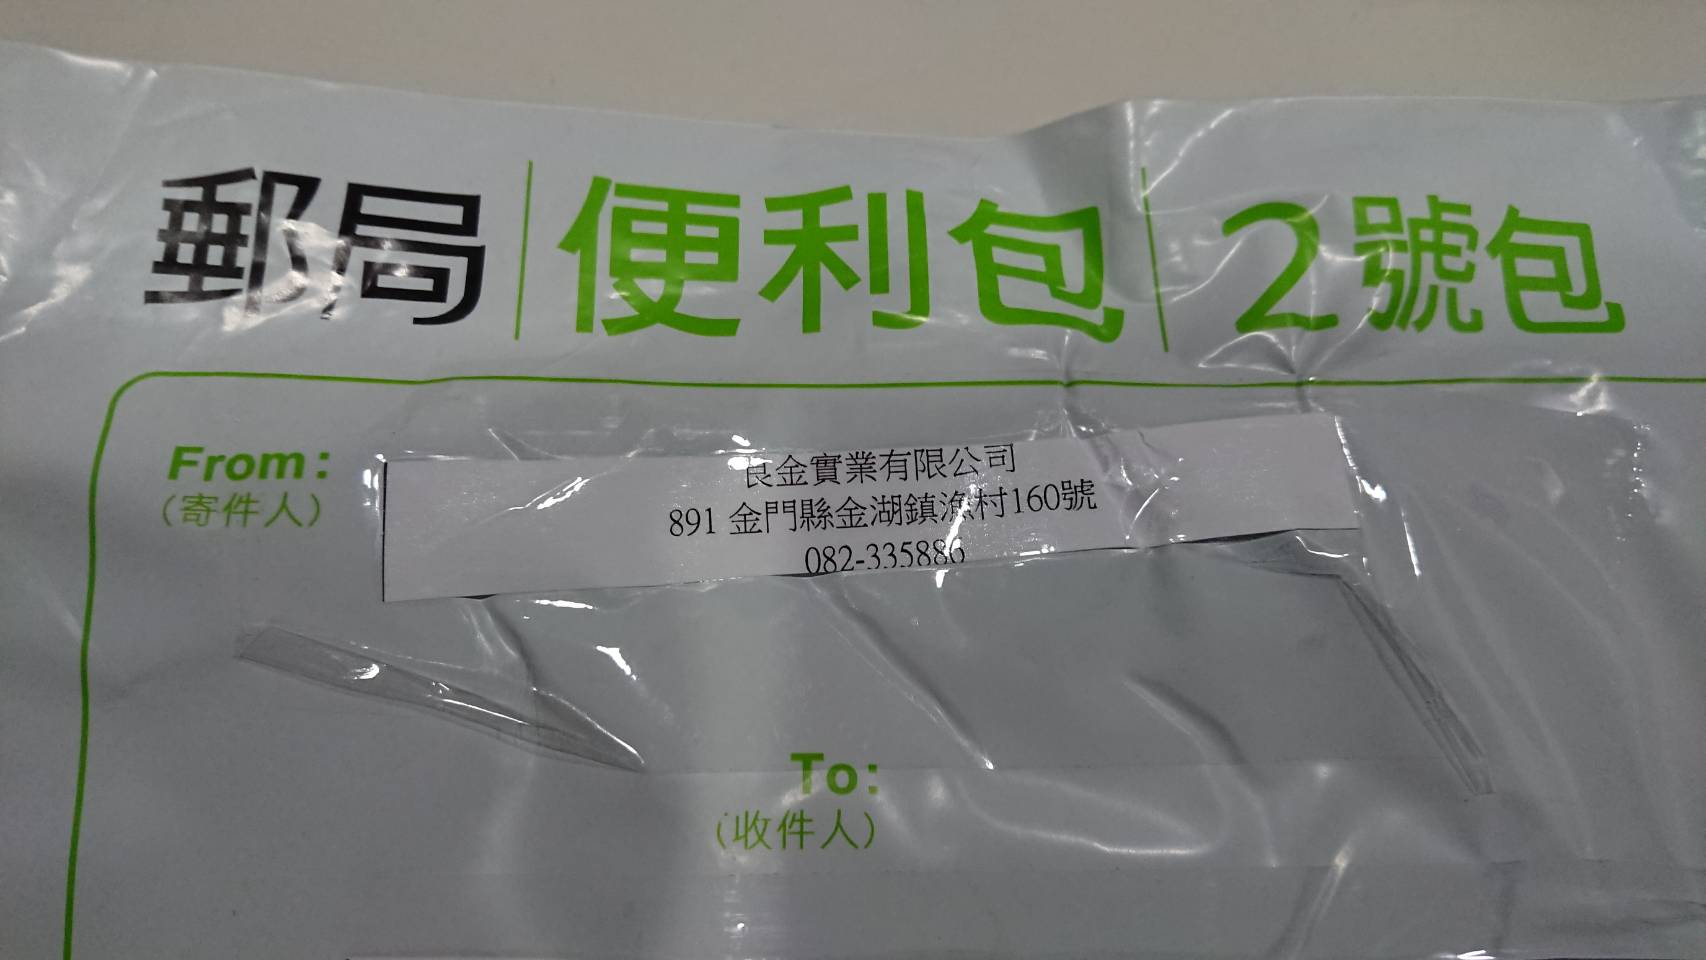 郵局 便利包 2號包
From:
(寄件人)
良金實業有限公司
891 金門縣金湖鎮漁村160號
082-335886
To:
(收件人)